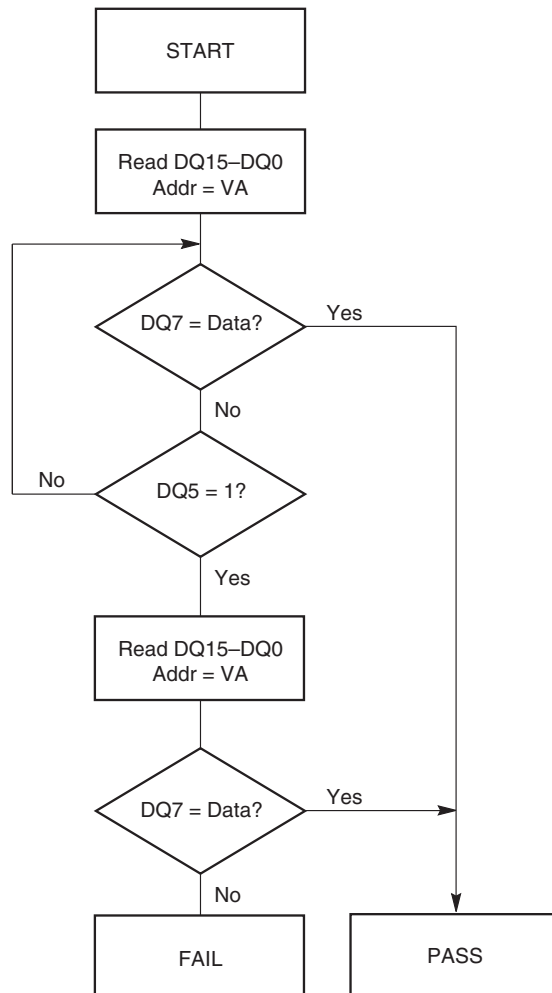 START
Read DQ15–DQ0
Addr = VA
DQ7 = Data?
Yes
No
No
DQ5 = 1?
Yes
Read DQ15–DQ0
Addr = VA
DQ7 = Data?
Yes
No
FAIL
PASS